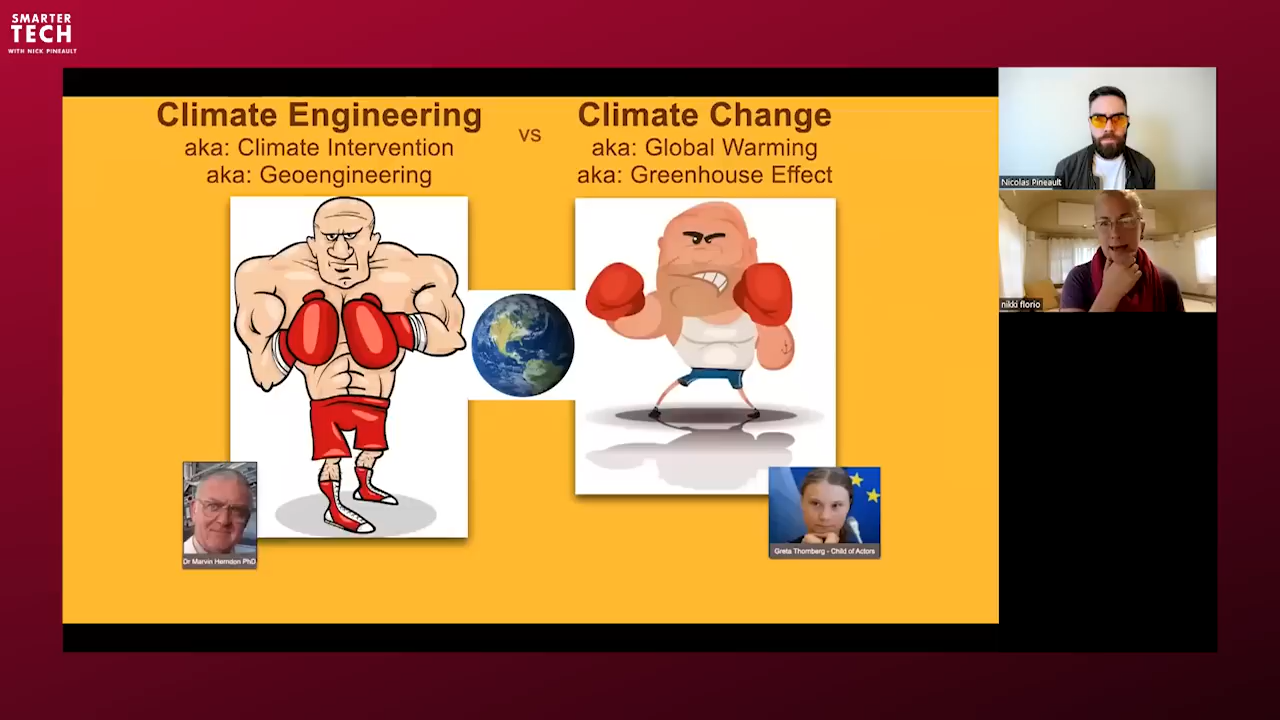 SMARTER
TECH
WITH NICK PINEAULT
Climate Engineering
aka: Climate Intervention
aka: Geoengineering
vs
Climate Change
aka: Global Warming
aka: Greenhouse Effect
Dr Marvin Herndon PhD
Greta Thornberg - Child of Actors
Nicolas Pineault
nikki florio